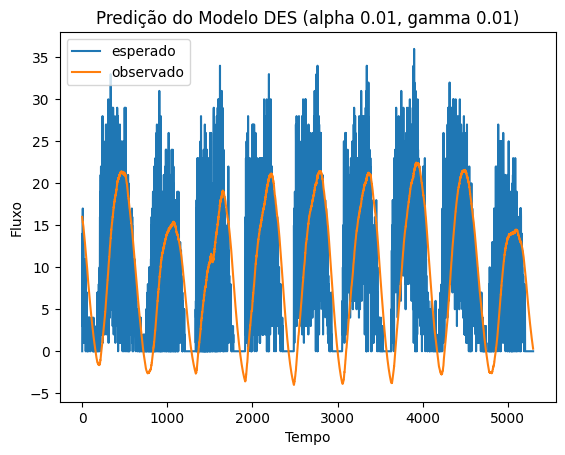 Predição do Modelo DES (alpha 0.01, gamma 0.01)
esperado
observado
35
30
25
20
15
10
5
0
−5
Fluxo
0 1000 2000 3000 4000 5000
Tempo